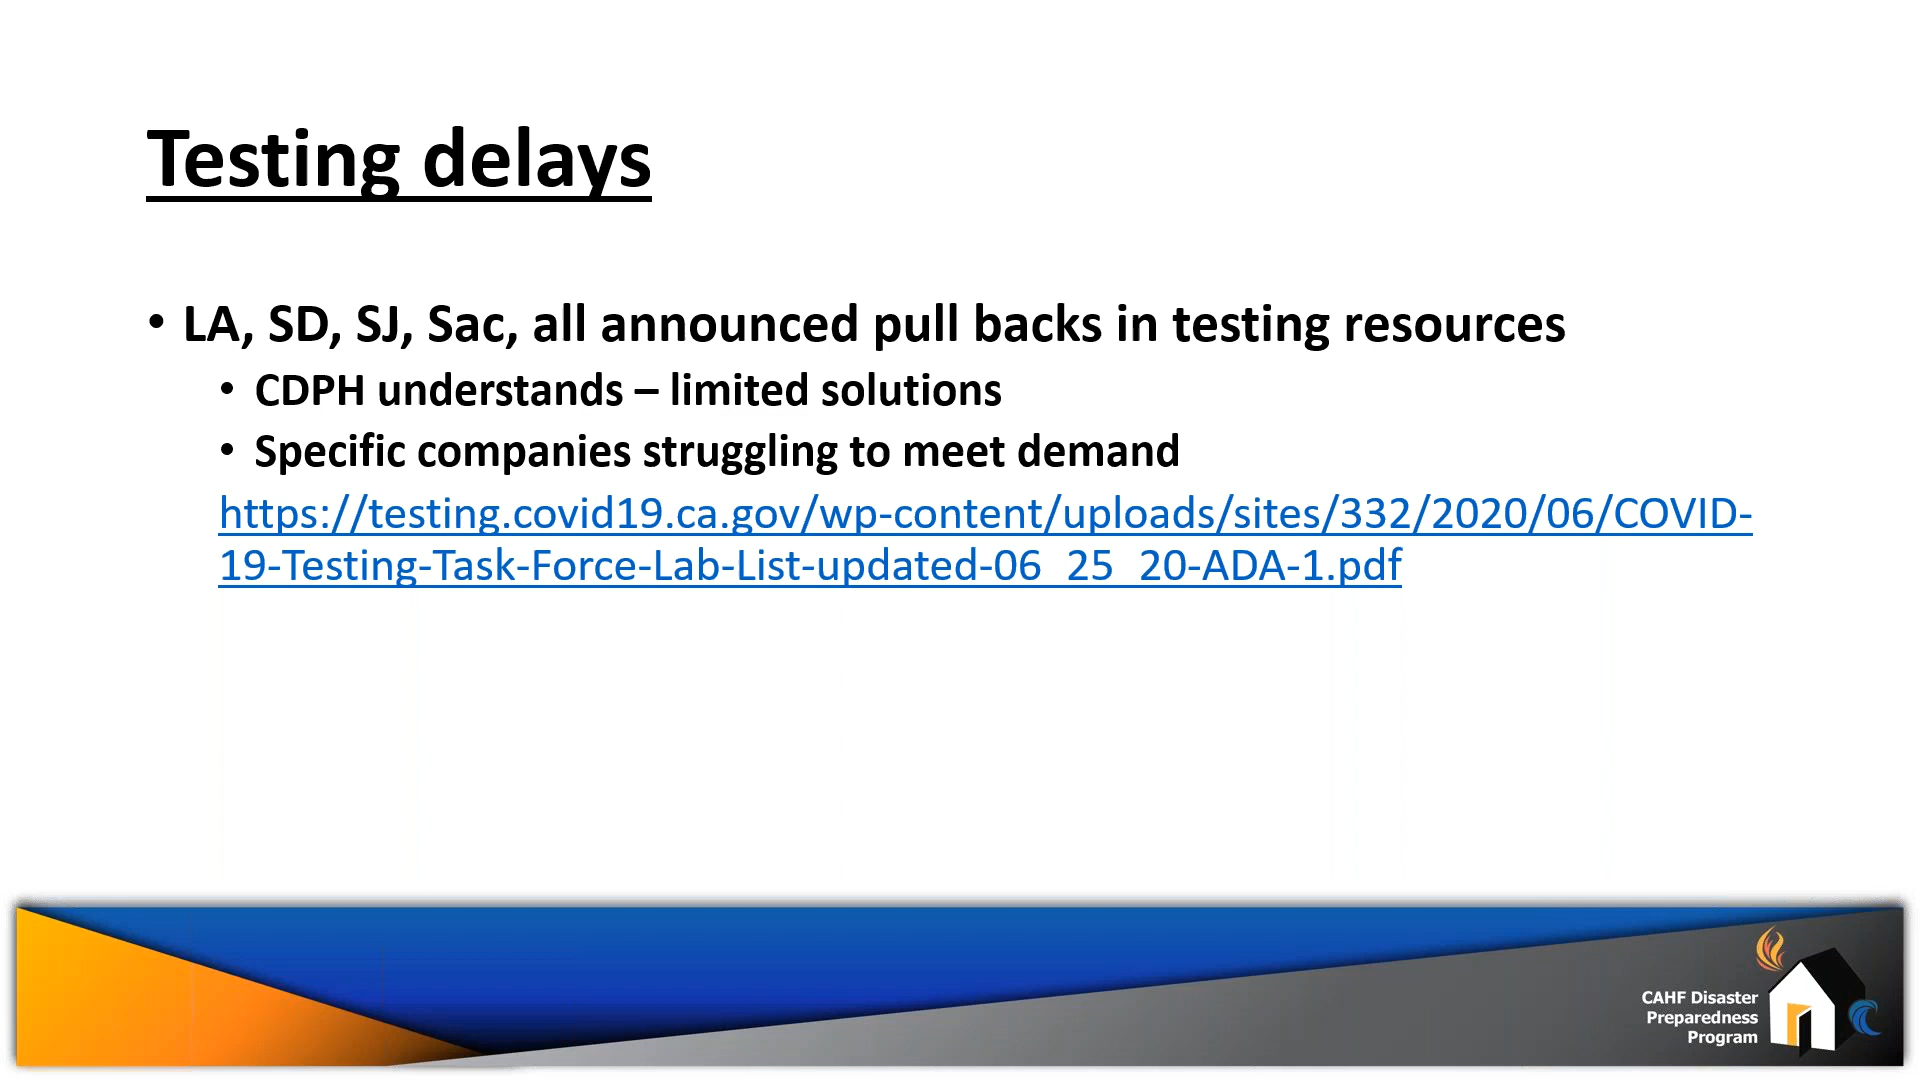 Testing delays
• LA, SD, SJ, Sac, all announced pull backs in testing resources
• CDPH understands – limited solutions
• Specific companies struggling to meet demand
https://testing.covid19.ca.gov/wp-content/uploads/sites/332/2020/06/COVID-
19-Testing-Task-Force-Lab-List-updated-06_25_20-ADA-1.pdf
CAHF Disaster
Preparedness
Program